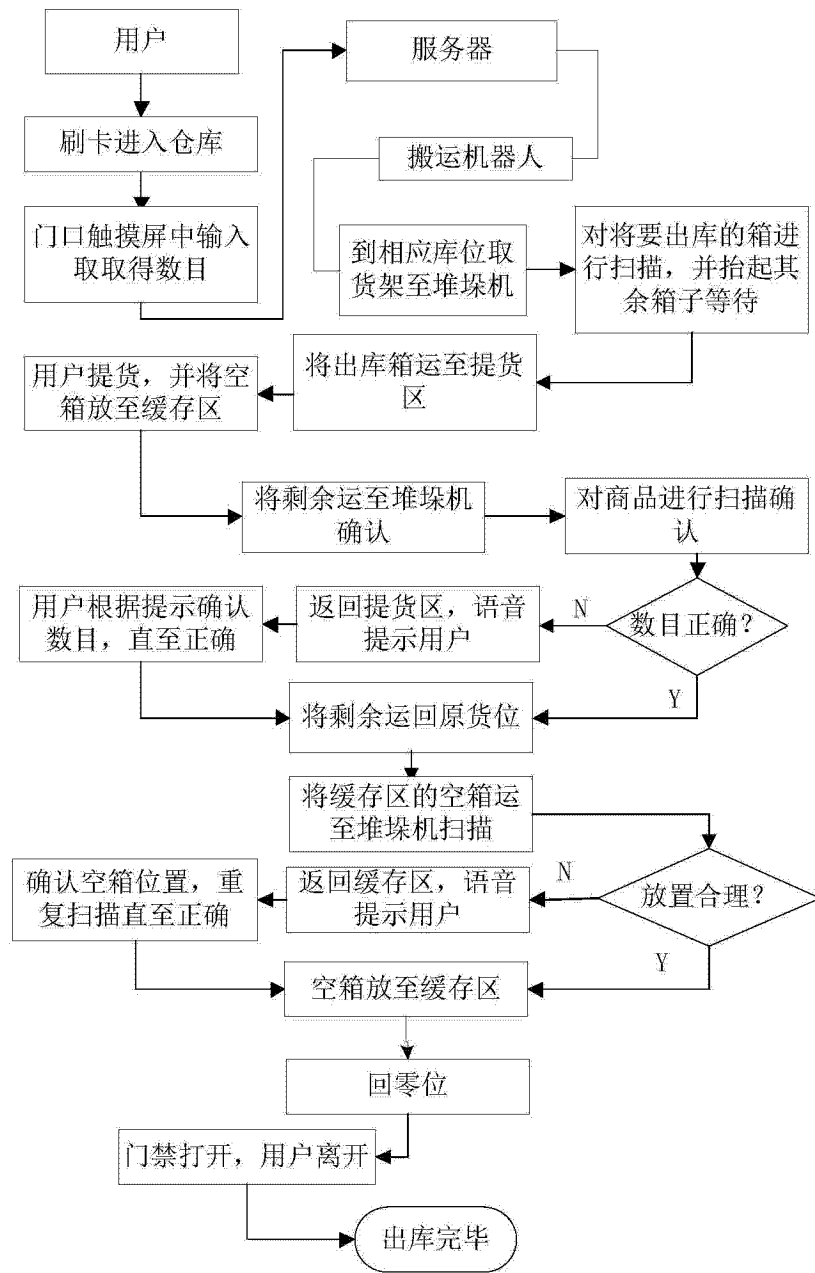 用户
服务器
刷卡进入仓库
搬运机器人
门口触摸屏中输入
取取得数目
到相应库位取
货架至堆垛机
对将要出库的箱进
行扫描，并抬起其
余箱子等待
将出库箱运至提货
区
用户提货，并将空
箱放至缓存区
将剩余运至堆垛机
确认
对商品进行扫描确
认
数目正确？
N
返回提货区，语音
提示用户
用户根据提示确认
数目，直至正确
Y
将剩余运回原货位
将缓存区的空箱运
至堆垛机扫描
放置合理？
N
返回缓存区，语音
提示用户
确认空箱位置，重
复扫描直至正确
Y
空箱放至缓存区
回零位
门禁打开，用户离开
出库完毕